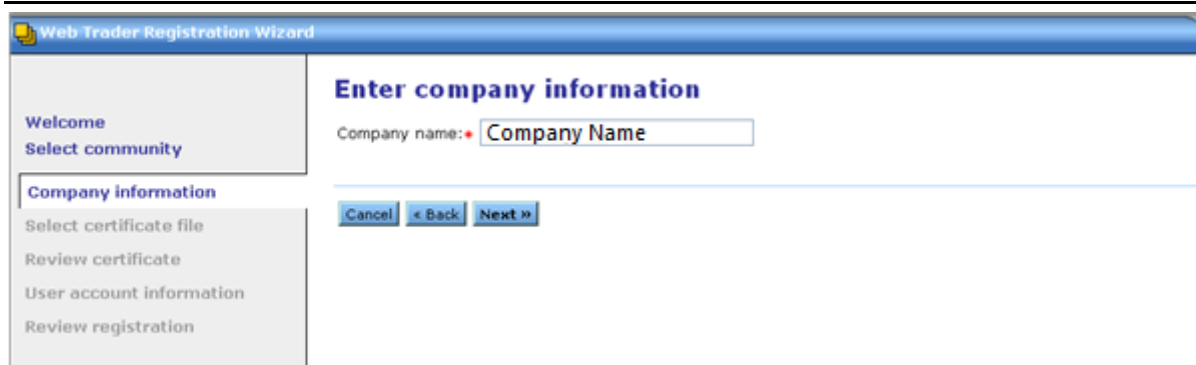 Web Trader Registration Wizard
Welcome
Select community
Company information
Select certificate file
Review certificate
User account information
Review registration
Enter company information
Company name:• Company Name
Cancel « Back Next »